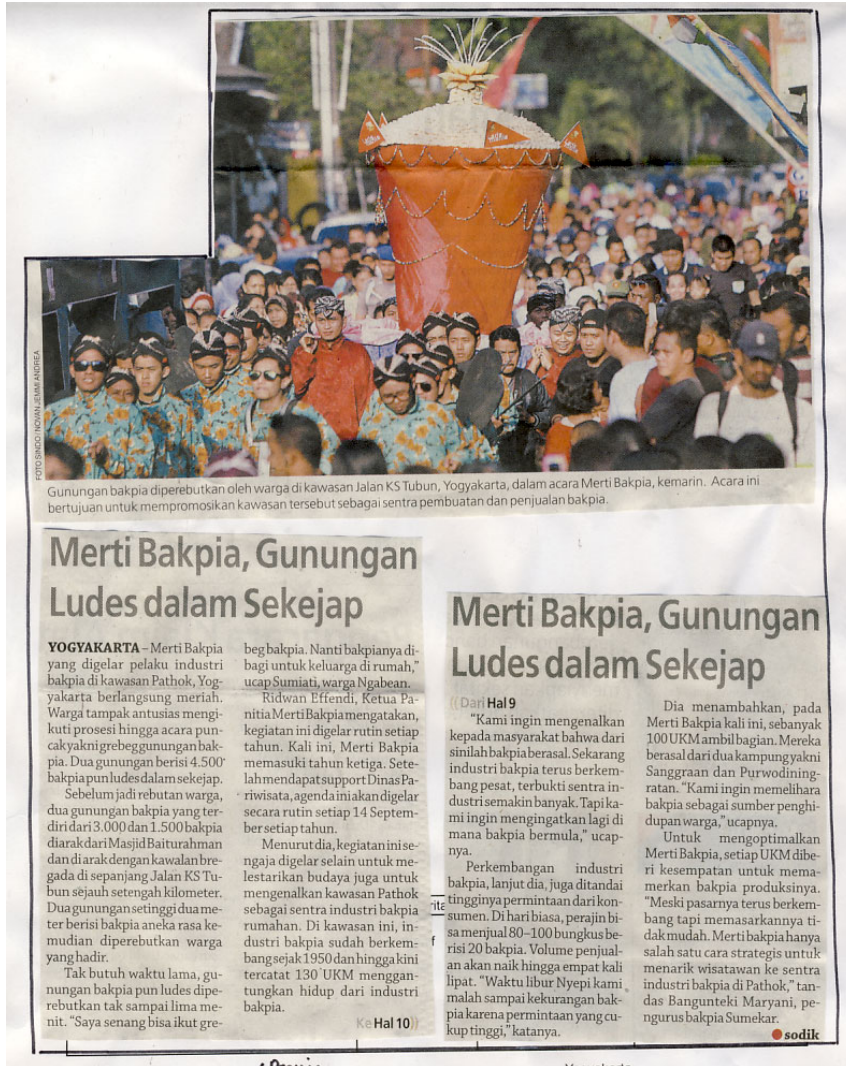 FOTO SINDO / NOVAN JEMMI ANDREA
Gunungan bakpia diperebutkan oleh warga di kawasan Jalan KS Tubun, Yogyakarta, dalam acara Merti Bakpia, kemarin. Acara ini
bertujuan untuk mempromosikan kawasan tersebut sebagai sentra pembuatan dan penjualan bakpia.
Merti Bakpia, Gunungan
Ludes dalam Sekejap
YOGYAKARTA – Merti Bakpia
yang digelar pelaku industri
bakpia di kawasan Pathok, Yog-
yakarta berlangsung meriah.
Warga tampak antusias mengi-
kuti prosesi hingga acara pun-
cak yakni grebeg gunungan bak-
pia. Dua gunungan berisi 4.500
bakpia pun ludes dalam sekejap.
Sebelum jadi rebutan warga,
dua gunungan bakpia yang ter-
diri dari 3.000 dan 1.500 bakpia
diarak dari Masjid Baiturahman
dan di arak dengan kawalan bre-
gada di sepanjang Jalan KS Tu-
bun sejauh setengah kilometer.
Dua gunungan setinggi dua me-
ter berisi bakpia aneka rasa ke-
mudian diperebutkan warga
yang hadir.
Tak butuh waktu lama, gu-
nungan bakpia pun ludes dipe-
rebutkan tak sampai lima me-
nit. “Saya senang bisa ikut gre-
beg bakpia. Nanti bakpianya di-
bagi untuk keluarga di rumah,”
ucap Sumiati, warga Ngabean.
Ridwan Effendi, Ketua Pa-
nitia Merti Bakpia mengatakan,
kegiatan ini digelar rutin setiap
tahun. Kali ini, Merti Bakpia
memasuki tahun ketiga. Sete-
lah mendapat support Dinas Pa-
riwisata, agenda ini akan digelar
secara rutin setiap 14 Septem-
ber setiap tahun.
Menurut dia, kegiatan ini se-
ngaja digelar selain untuk me-
lestarikan budaya juga untuk
mengenalkan kawasan Pathok
sebagai sentra industri bakpia
rumahan. Di kawasan ini, in-
dustri bakpia sudah berkem-
bang sejak 1950 dan hingga kini
tercatat 130 UKM menggan-
tungkan hidup dari industri
bakpia.
Ke Hal 10))
Merti Bakpia, Gunungan
Ludes dalam Sekejap
((Dari Hal 9
“Kami ingin mengenalkan
kepada masyarakat bahwa dari
sinilah bakpia berasal. Sekarang
industri bakpia terus berkem-
bang pesat, terbukti sentra in-
dustri semakin banyak. Tapi ka-
mi ingin mengingatkan lagi di
mana bakpia bermula,” ucap-
nya.
Perkembangan industri
bakpia, lanjut dia, juga ditandai
tingginya permintaan dari kon-
sumen. Di hari biasa, perajin bi-
sa menjual 80–100 bungkus be-
risi 20 bakpia. Volume penjual-
an akan naik hingga empat kali
lipat. “Waktu libur Nyepi kami
malah sampai kekurangan bak-
pia karena permintaan yang cu-
kup tinggi,” katanya.
Dia menambahkan, pada
Merti Bakpia kali ini, sebanyak
100 UKM ambil bagian. Mereka
berasal dari dua kampung yakni
Sanggraan dan Purwodining-
ratan. “Kami ingin memelihara
bakpia sebagai sumber penghi-
dupan warga,” ucapnya.
Untuk mengoptimalkan
Merti Bakpia, setiap UKM dibe-
ri kesempatan untuk mema-
merkan bakpia produksinya.
“Meski pasarnya terus berkem-
bang tapi memasarkannya ti-
dak mudah. Merti bakpia hanya
salah satu cara strategis untuk
menarik wisatawan ke sentra
industri bakpia di Pathok,” tan-
das Bangunteki Maryani, pe-
ngurus bakpia Sumekar.
sodik